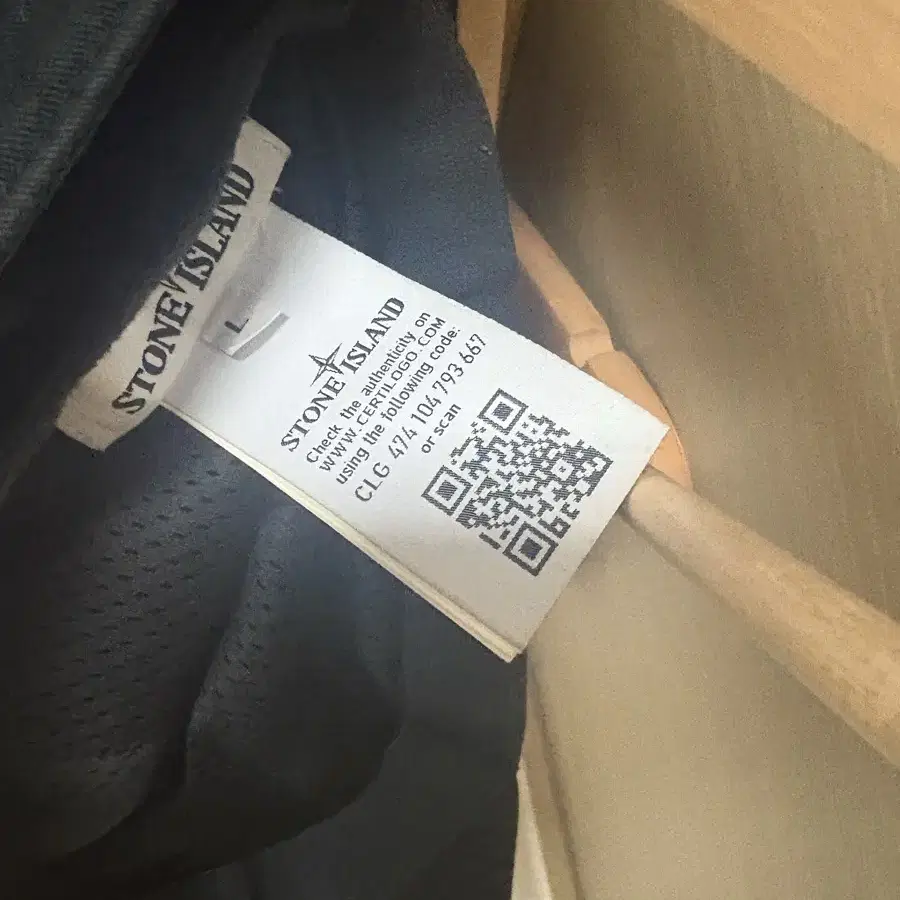 STONE ISLAND
L
STONE ISLAND
Check the authenticity on
WWW.CERTILOGO.COM
using the following code:
CLG 474 104 793 667
or scan